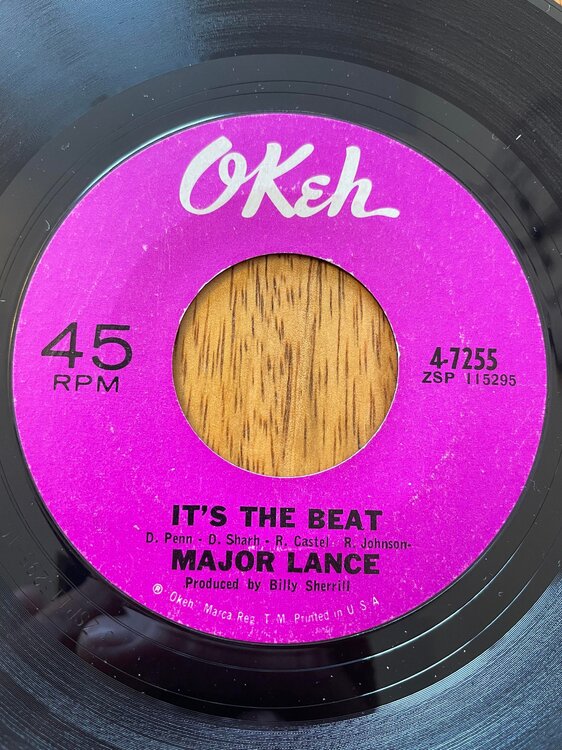 OKeh
45
RPM
4-7255
ZSP 115295
IT'S THE BEAT
D. Penn - D. Sharh - R. Castel - R. Johnson-
MAJOR LANCE
Produced by Billy Sherrill
® "Okeh," Marca Reg. T. M. Printed in U S A